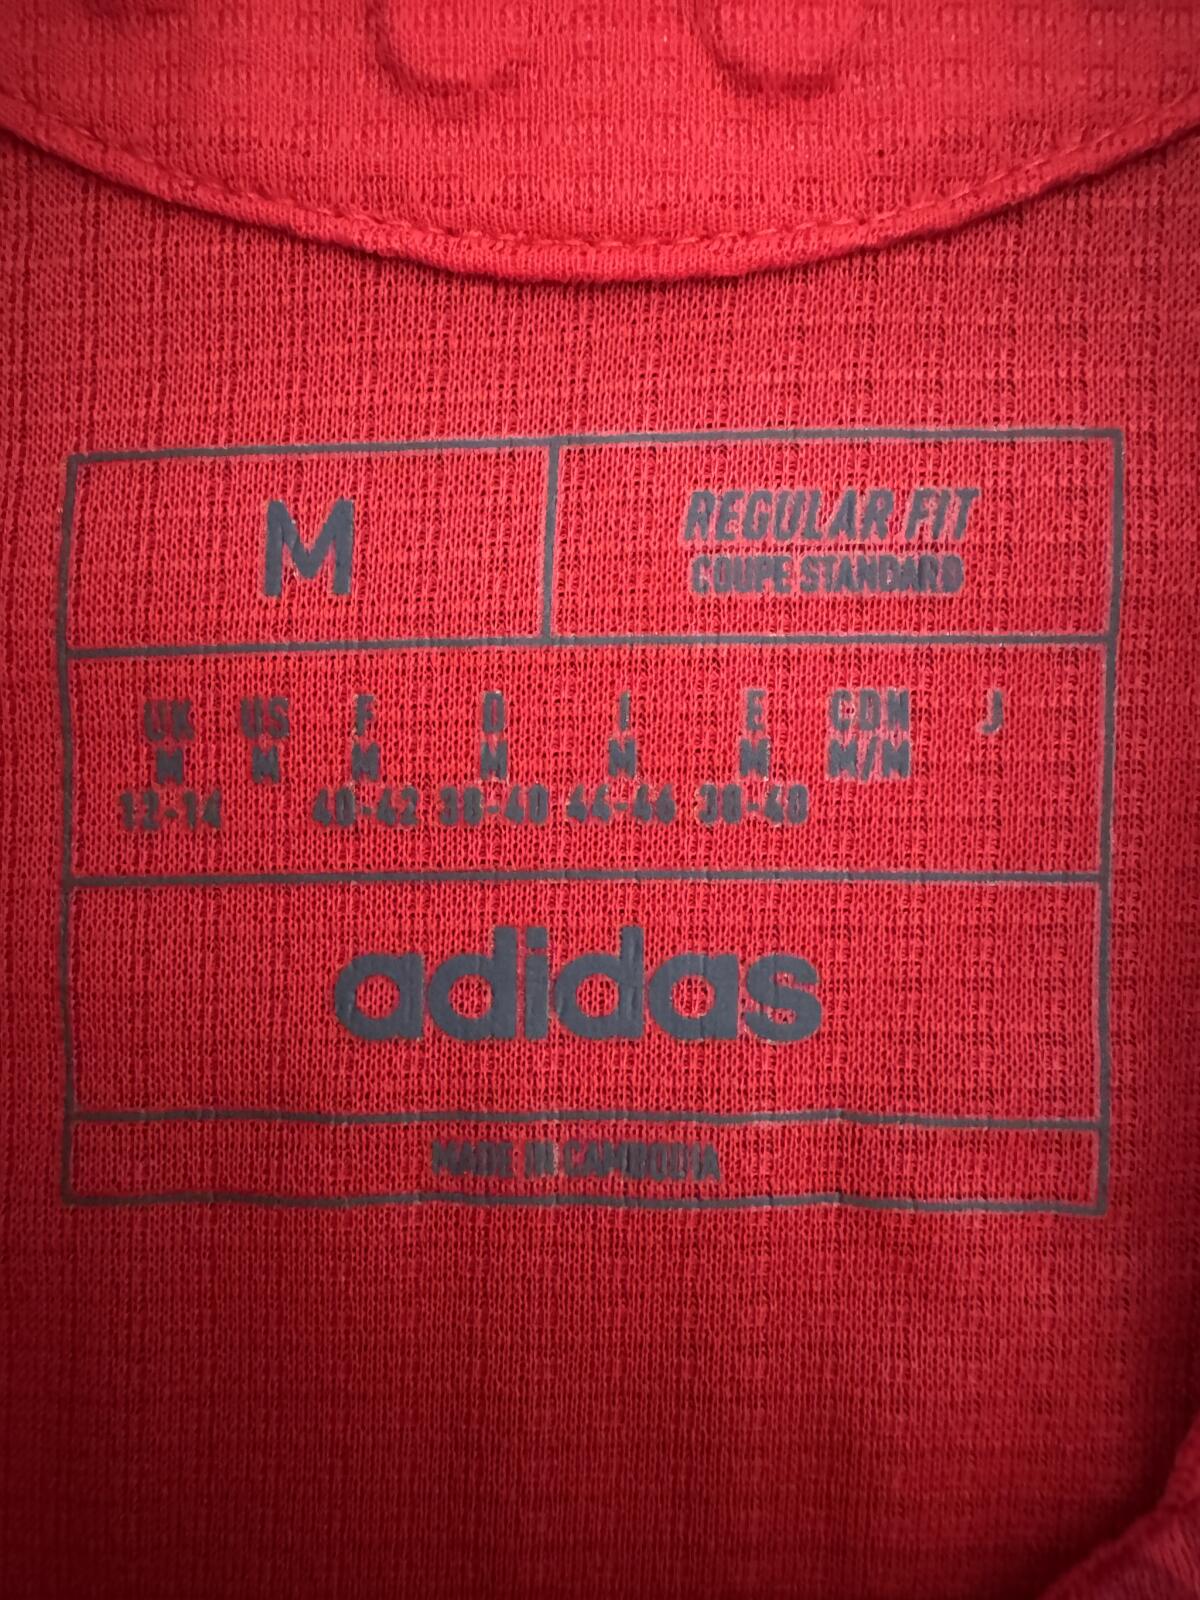 M
REGULAR FIT
COUPE STANDARD
UK US F D I E CDN J
M M M M M M M/M
12-14 40-42 38-40 44-46 38-40
adidas
MADE IN CAMBODIA